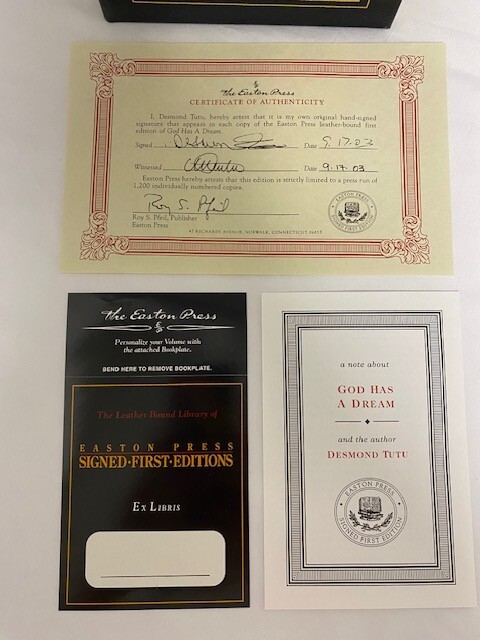 The Easton Press
CERTIFICATE OF AUTHENTICITY
I, Desmond Tutu, hereby attest that it is my own original hand-signed
signature that appears in each copy of the Easton Press leather-bound first
edition of God Has A Dream.
Signed Date 9.17.03
Witnessed Date 9.17.03
Easton Press hereby attests that this edition is strictly limited to a press run of
1,200 individually numbered copies.
Roy S. Pfeil
Roy S. Pfeil, Publisher
Easton Press
47 RICHARDS AVENUE, NORWALK, CONNECTICUT 06857
EASTON PRESS
SIGNED FIRST EDITION
The Easton Press
Personalize your Volume with
the attached Bookplate.
BEND HERE TO REMOVE BOOKPLATE.
The Leather Bound Library of
EASTON PRESS
SIGNED·FIRST·EDITIONS
Ex Libris
a note about
GOD HAS
A DREAM
and the author
DESMOND TUTU
EASTON PRESS
SIGNED FIRST EDITION